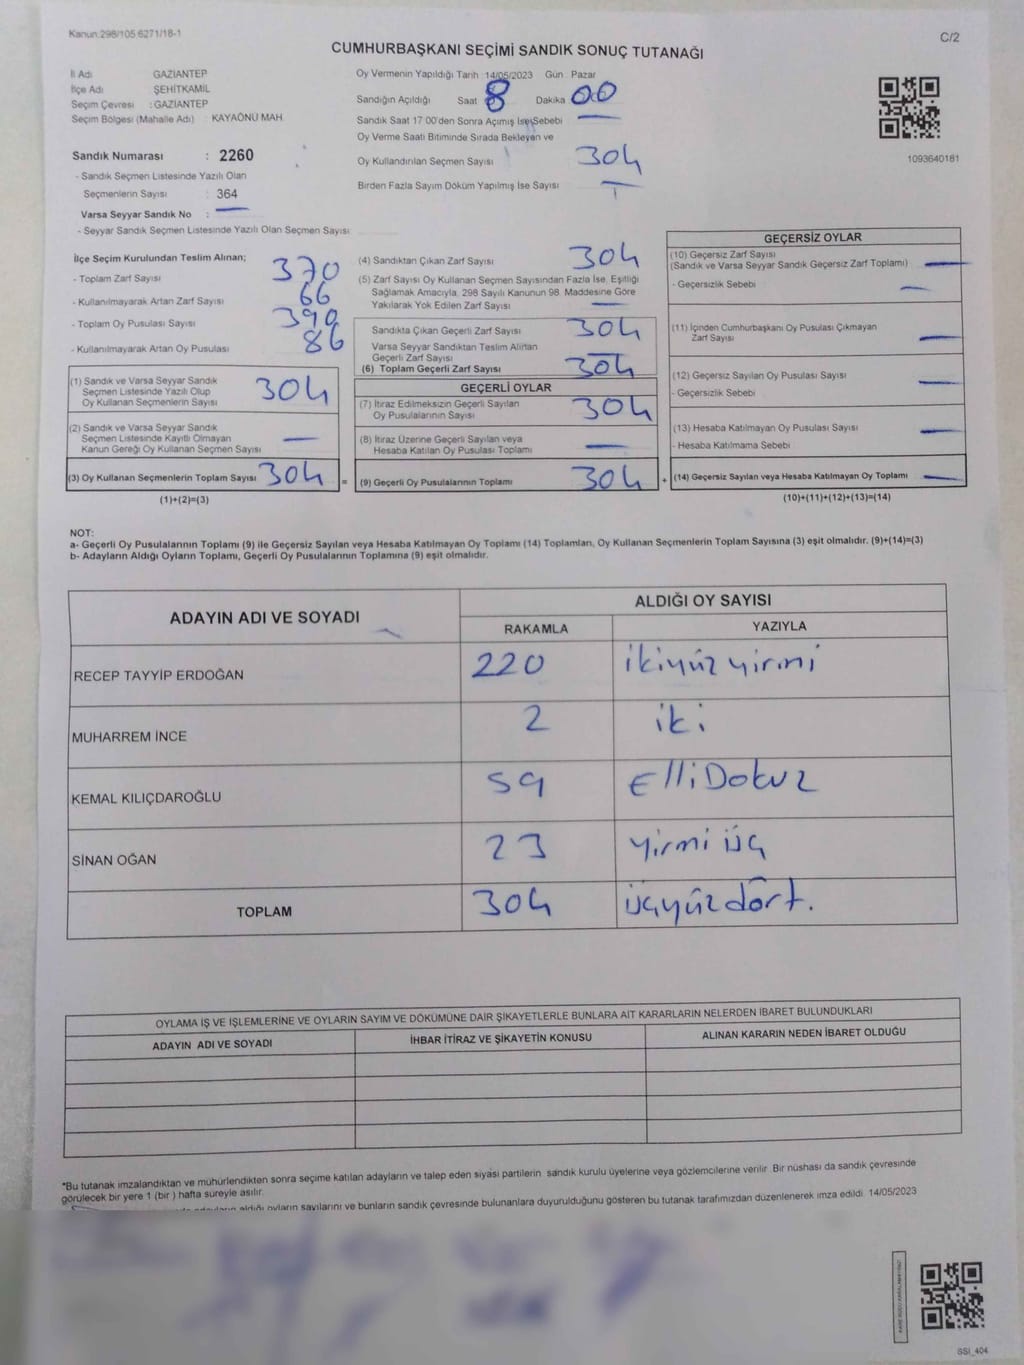 Kanun:298/105 6271/18-1
C/2
CUMHURBAŞKANI SEÇİMİ SANDIK SONUÇ TUTANAĞI
İl Adı GAZİANTEP
İlçe Adı ŞEHİTKAMİL
Seçim Çevresi : GAZİANTEP
Seçim Bölgesi (Mahalle Adı) : KAYAÖNÜ MAH.
Sandık Numarası : 2260
- Sandık Seçmen Listesinde Yazılı Olan
Seçmenlerin Sayısı : 364
Varsa Seyyar Sandık No : —
- Seyyar Sandık Seçmen Listesinde Yazılı Olan Seçmen Sayısı
Oy Vermenin Yapıldığı Tarih 14/05/2023 Gün Pazar
Sandığın Açıldığı Saat 8 Dakika 00
Sandık Saat 17:00'den Sonra Açımış İse Sebebi —
Oy Verme Saati Bitiminde Sırada Bekleyen ve
Oy Kullandırılan Seçmen Sayısı 304
Birden Fazla Sayım Döküm Yapılmış İse Sayısı
1093640181
İlçe Seçim Kurulundan Teslim Alınan;
- Toplam Zarf Sayısı 370
- Kullanılmayarak Artan Zarf Sayısı 66
- Toplam Oy Pusulası Sayısı 390
- Kullanılmayarak Artan Oy Pusulası 86
(1) Sandık ve Varsa Seyyar Sandık
Seçmen Listesinde Yazılı Olup
Oy Kullanan Seçmenlerin Sayısı 304
(2) Sandık ve Varsa Seyyar Sandık
Seçmen Listesinde Kayıtlı Olmayan
Kanun Gereği Oy Kullanan Seçmen Sayısı —
(3) Oy Kullanan Seçmenlerin Toplam Sayısı 304 =
(1)+(2)=(3)
(4) Sandıktan Çıkan Zarf Sayısı 304
(5) Zarf Sayısı Oy Kullanan Seçmen Sayısından Fazla İse, Eşitliği
Sağlamak Amacıyla, 298 Sayılı Kanunun 98. Maddesine Göre
Yakılarak Yok Edilen Zarf Sayısı —
Sandıkta Çıkan Geçerli Zarf Sayısı 304
Varsa Seyyar Sandıktan Teslim Alınan
Geçerli Zarf Sayısı —
(6) Toplam Geçerli Zarf Sayısı 304
GEÇERLİ OYLAR
(7) İtiraz Edilmeksizin Geçerli Sayılan
Oy Pusulalarının Sayısı 304
(8) İtiraz Üzerine Geçerli Sayılan veya
Hesaba Katılan Oy Pusulası Toplamı —
(9) Geçerli Oy Pusulalarının Toplamı 304 +
GEÇERSİZ OYLAR
(10) Geçersiz Zarf Sayısı
(Sandık ve Varsa Seyyar Sandık Geçersiz Zarf Toplamı) —
- Geçersizlik Sebebi —
(11) İçinden Cumhurbaşkanı Oy Pusulası Çıkmayan
Zarf Sayısı —
(12) Geçersiz Sayılan Oy Pusulası Sayısı —
- Geçersizlik Sebebi
(13) Hesaba Katılmayan Oy Pusulası Sayısı —
- Hesaba Katılmama Sebebi
(14) Geçersiz Sayılan veya Hesaba Katılmayan Oy Toplamı —
(10)+(11)+(12)+(13)=(14)
NOT:
a- Geçerli Oy Pusulalarının Toplamı (9) ile Geçersiz Sayılan veya Hesaba Katılmayan Oy Toplamı (14) Toplamları, Oy Kullanan Seçmenlerin Toplam Sayısına (3) eşit olmalıdır. (9)+(14)=(3)
b- Adayların Aldığı Oyların Toplamı, Geçerli Oy Pusulalarının Toplamına (9) eşit olmalıdır.
ADAYIN ADI VE SOYADI
ALDIĞI OY SAYISI
RAKAMLA YAZIYLA
RECEP TAYYİP ERDOĞAN 220 ikiyüz yirmi
MUHARREM İNCE 2 iki
KEMAL KILIÇDAROĞLU 59 Elli Dokuz
SİNAN OĞAN 23 yirmi üç
TOPLAM 304 üçyüz dört.
OYLAMA İŞ VE İŞLEMLERİNE VE OYLARIN SAYIM VE DÖKÜMÜNE DAİR ŞİKAYETLERLE BUNLARA AİT KARARLARIN NELERDEN İBARET BULUNDUKLARI
ADAYIN ADI VE SOYADI İHBAR İTİRAZ VE ŞİKAYETİN KONUSU ALINAN KARARIN NEDEN İBARET OLDUĞU
*Bu tutanak imzalandıktan ve mühürlendikten sonra seçime katılan adayların ve talep eden siyasi partilerin sandık kurulu üyelerine veya gözlemcilerine verilir. Bir nüshası da sandık çevresinde
görülecek bir yere 1 (bir ) hafta süreyle asılır.
aldığı oyların sayılarını ve bunların sandık çevresinde bulunanlara duyurulduğunu gösteren bu tutanak tarafımızdan düzenlenerek imza edildi. 14/05/2023
SSI_404